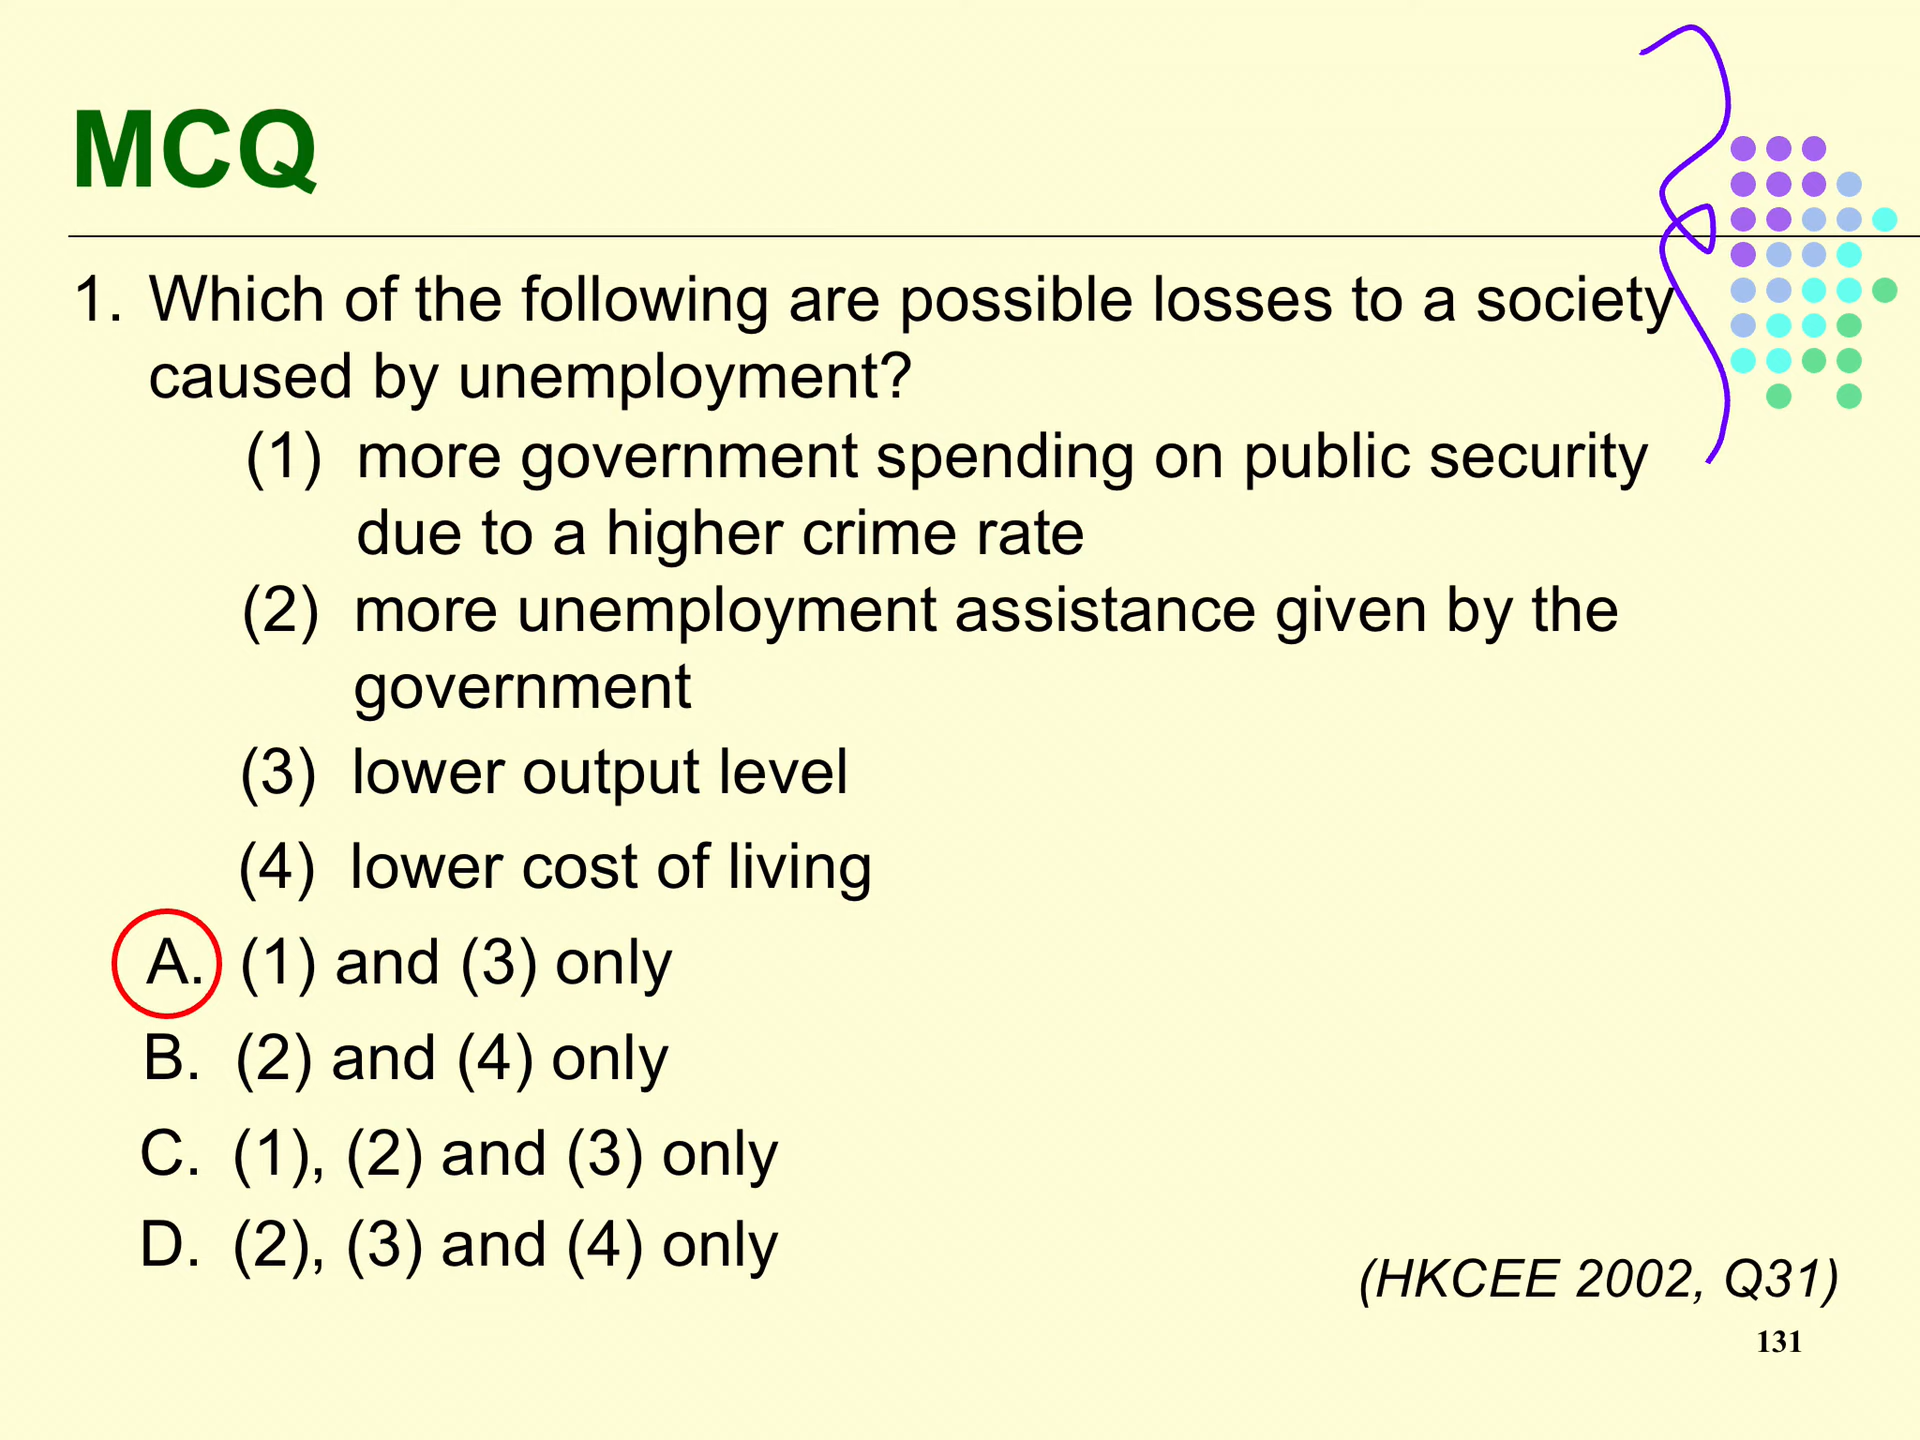 MCQ
1. Which of the following are possible losses to a society
caused by unemployment?
(1) more government spending on public security
due to a higher crime rate
(2) more unemployment assistance given by the
government
(3) lower output level
(4) lower cost of living
A. (1) and (3) only
B. (2) and (4) only
C. (1), (2) and (3) only
D. (2), (3) and (4) only
(HKCEE 2002, Q31)
131